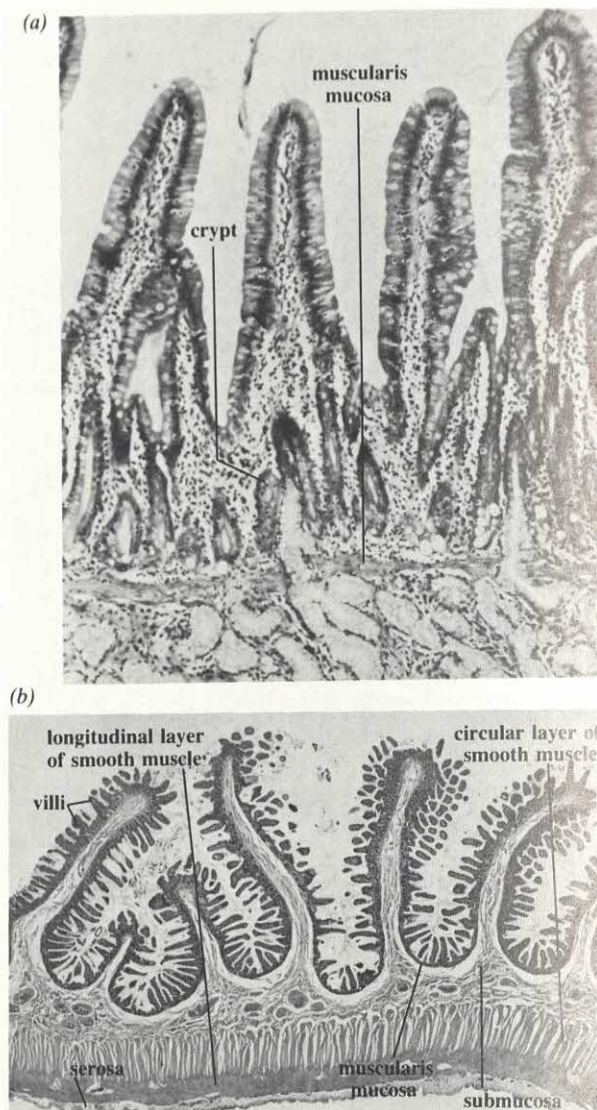 (a)
muscularis
mucosa
crypt
(b)
longitudinal layer
of smooth muscle
circular layer of
smooth muscle
villi
serosa
muscularis
mucosa
submucosa